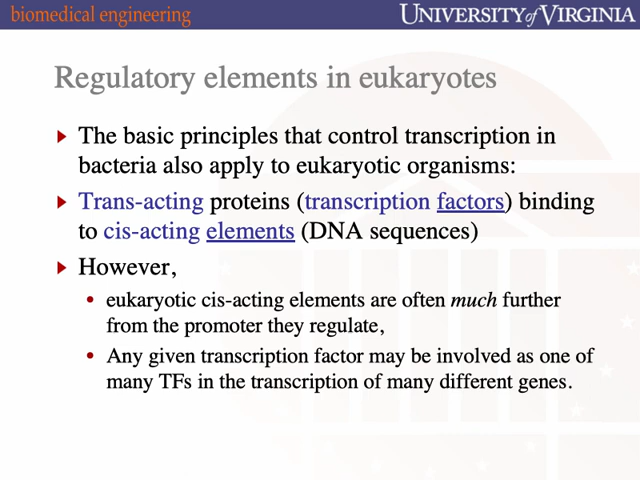 biomedical engineering
UNIVERSITY of VIRGINIA
Regulatory elements in eukaryotes
The basic principles that control transcription in
bacteria also apply to eukaryotic organisms:
Trans-acting proteins (transcription factors) binding
to cis-acting elements (DNA sequences)
However,
• eukaryotic cis-acting elements are often much further
from the promoter they regulate,
• Any given transcription factor may be involved as one of
many TFs in the transcription of many different genes.